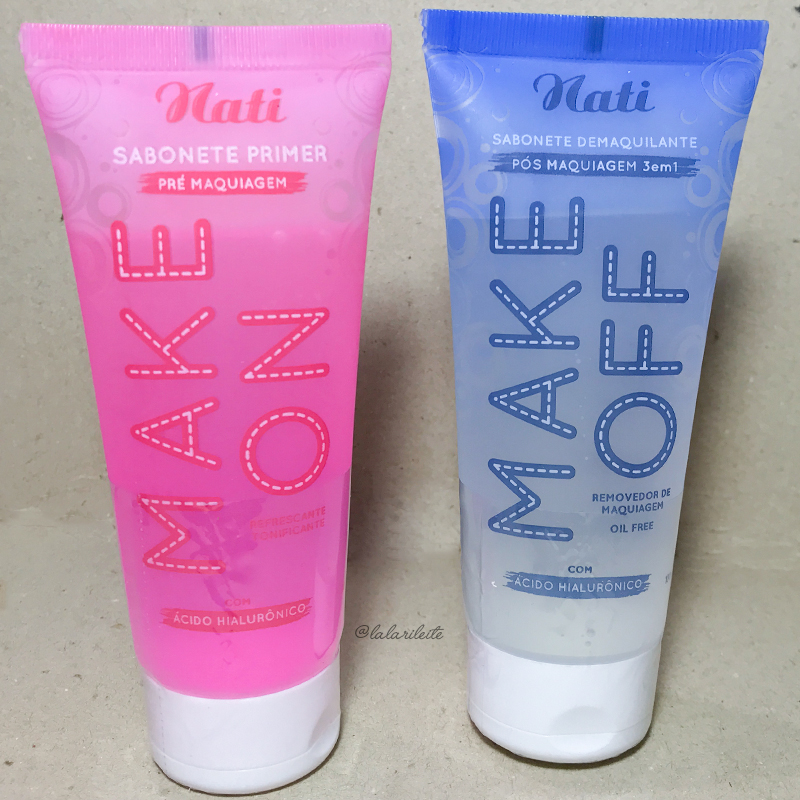 Nati
SABONETE PRIMER
PRÉ MAQUIAGEM
MAKE
ON
REFRESCANTE
TONIFICANTE
COM
ÁCIDO HIALURÔNICO
Nati
SABONETE DEMAQUILANTE
PÓS MAQUIAGEM 3em1
MAKE
OFF
REMOVEDOR DE
MAQUIAGEM
OIL FREE
COM
ÁCIDO HIALURÔNICO
@lalarileite